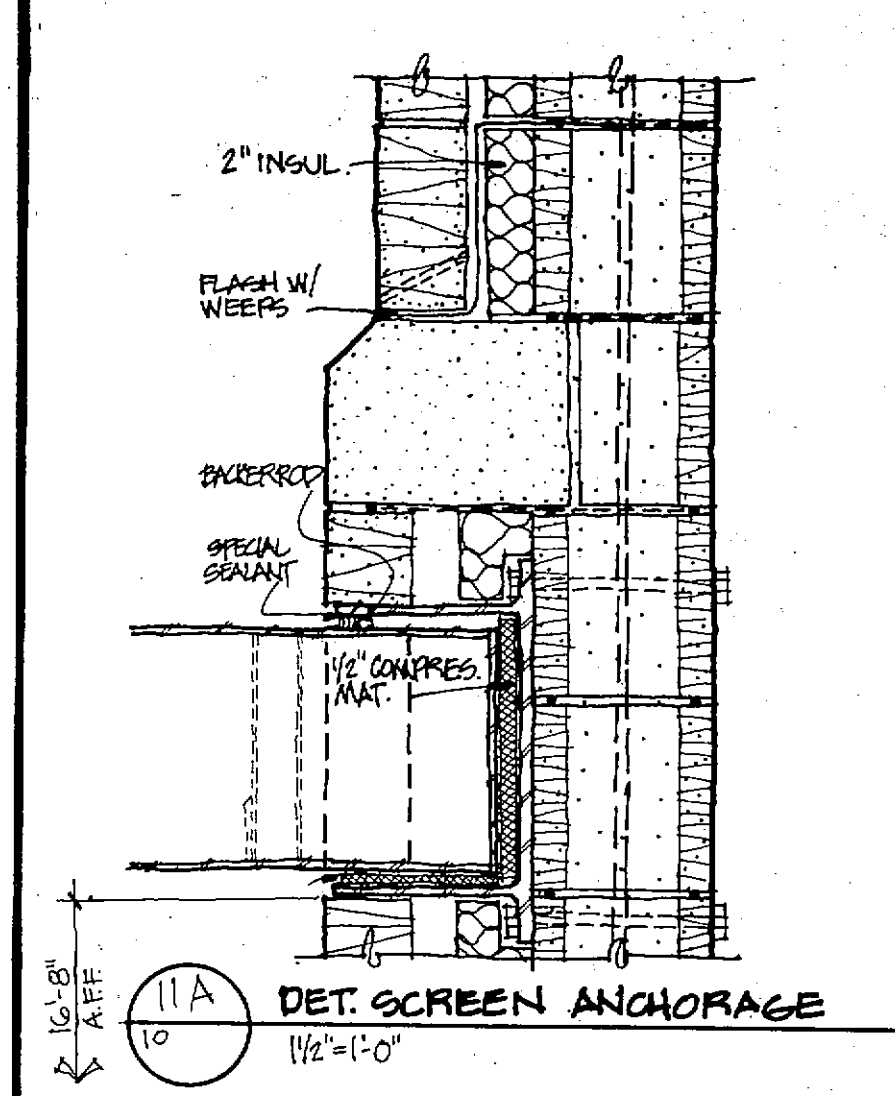 2" INSUL.
FLASH W/
WEEPS
BACKERROD
SPECIAL
SEALANT
1/2" COMPRES.
MAT.
16'-8"
A.F.F.
11A
10
DET. SCREEN ANCHORAGE
1 1/2"=1'-0"